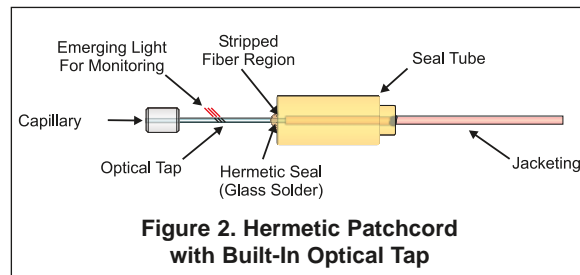 Emerging Light
For Monitoring
Stripped
Fiber Region
Seal Tube
Capillary
Optical Tap
Hermetic Seal
(Glass Solder)
Jacketing
Figure 2. Hermetic Patchcord
with Built-In Optical Tap